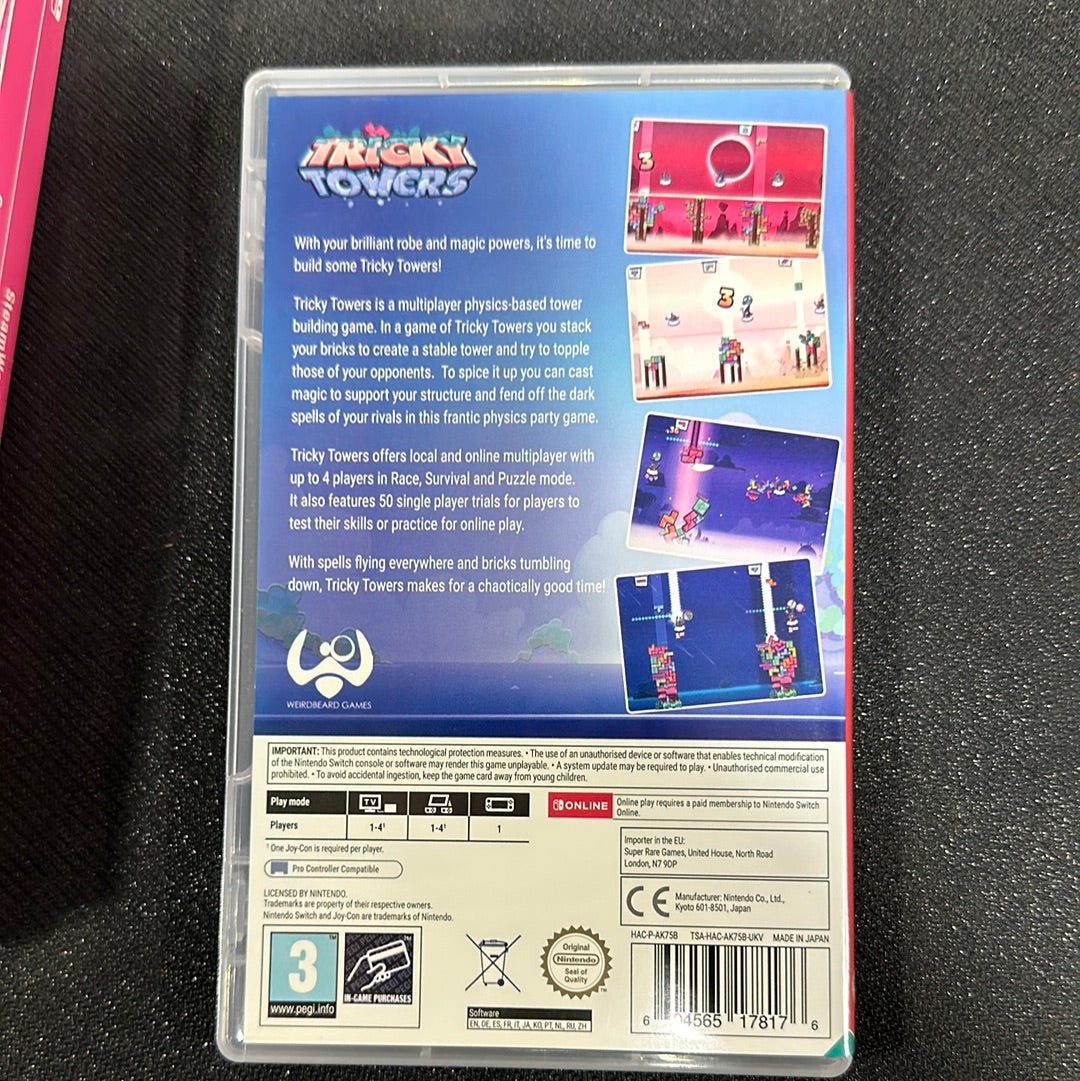 TRICKY
TOWERS
With your brilliant robe and magic powers, it's time to
build some Tricky Towers!
Tricky Towers is a multiplayer physics-based tower
building game. In a game of Tricky Towers you stack
your bricks to create a stable tower and try to topple
those of your opponents. To spice it up you can cast
magic to support your structure and fend off the dark
spells of your rivals in this frantic physics party game.
Tricky Towers offers local and online multiplayer with
up to 4 players in Race, Survival and Puzzle mode.
It also features 50 single player trials for players to
test their skills or practice for online play.
With spells flying everywhere and bricks tumbling
down, Tricky Towers makes for a chaotically good time!
3
3
WEIRDBEARD GAMES
IMPORTANT: This product contains technological protection measures. • The use of an unauthorised device or software that enables technical modification
of the Nintendo Switch console or software may render this game unplayable. • A system update may be required to play. • Unauthorised commercial use
prohibited. • To avoid accidental ingestion, keep the game card away from young children.
Play mode TV
Players 1-4¹ 1-4¹ 1
¹ One Joy-Con is required per player.
Pro Controller Compatible
ONLINE
Online play requires a paid membership to Nintendo Switch
Online.
Importer in the EU:
Super Rare Games, United House, North Road
London, N7 9DP
CE
Manufacturer: Nintendo Co., Ltd.,
Kyoto 601-8501, Japan
LICENSED BY NINTENDO.
Trademarks are property of their respective owners.
Nintendo Switch and Joy-Con are trademarks of Nintendo.
HAC-P-AK75B TSA-HAC-AK75B-UKV MADE IN JAPAN
3 ™
www.pegi.info
IN-GAME PURCHASES
Original
Nintendo
Seal of
Quality
™
Software
EN, DE, ES, FR, IT, JA, KO, PT, NL, RU, ZH
6 04565 17817 6